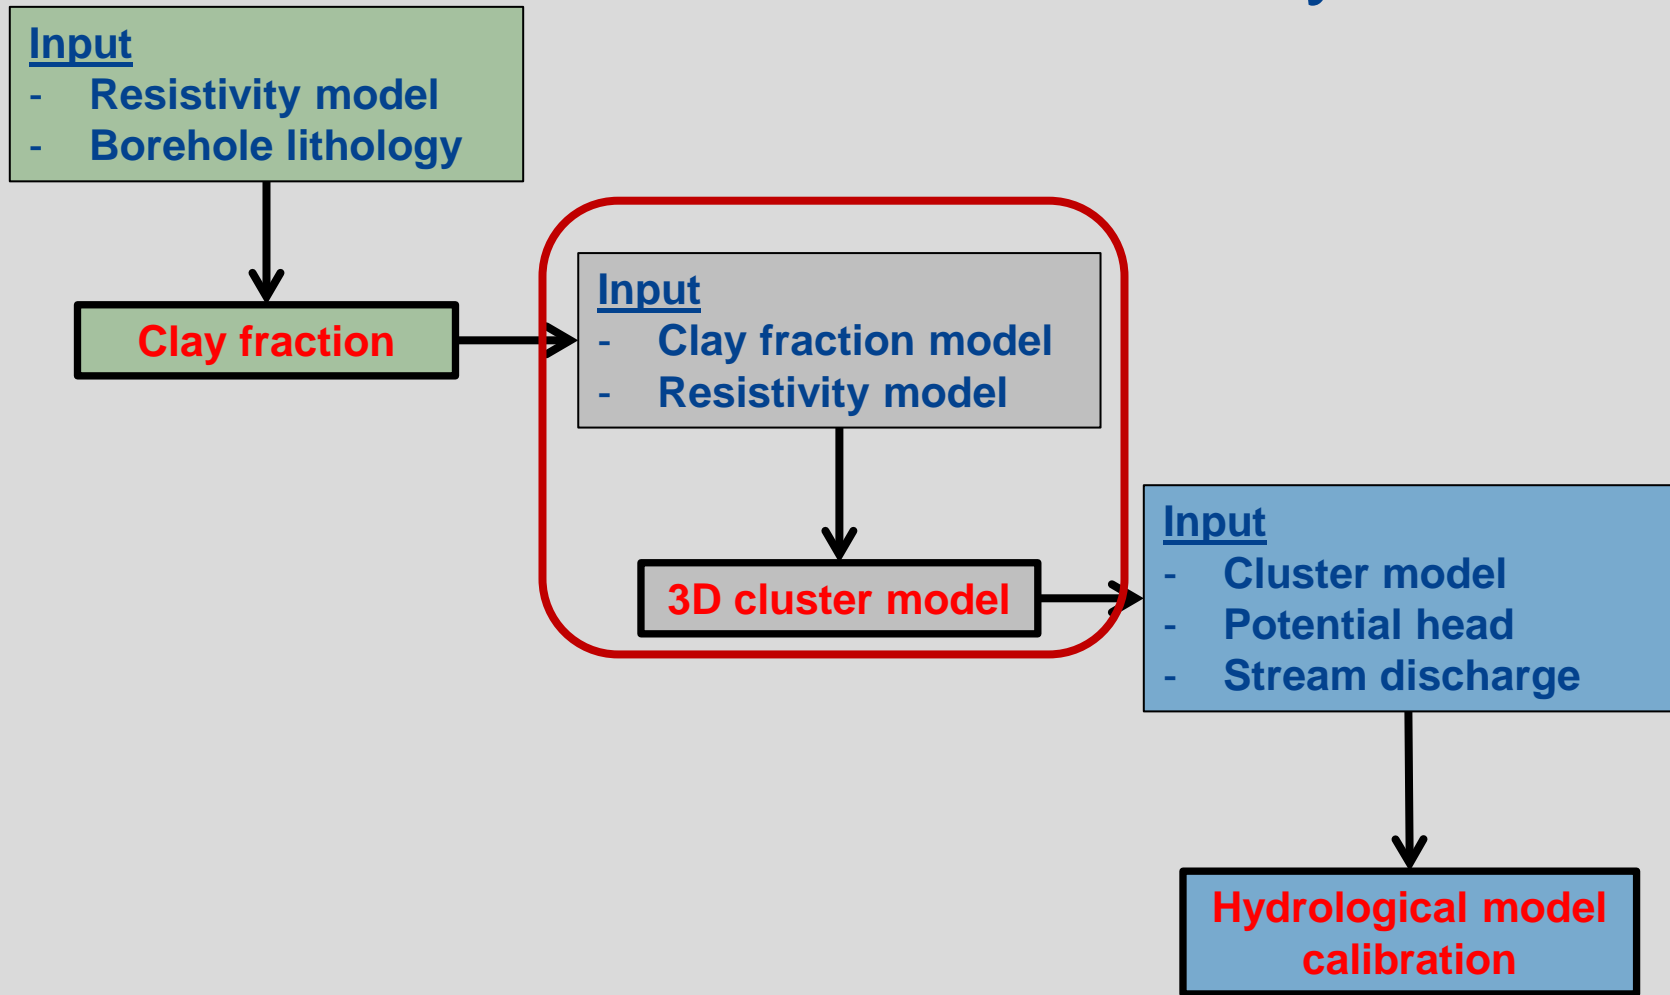 Input
- Resistivity model
- Borehole lithology
Clay fraction
Input
- Clay fraction model
- Resistivity model
3D cluster model
Input
- Cluster model
- Potential head
- Stream discharge
Hydrological model
calibration